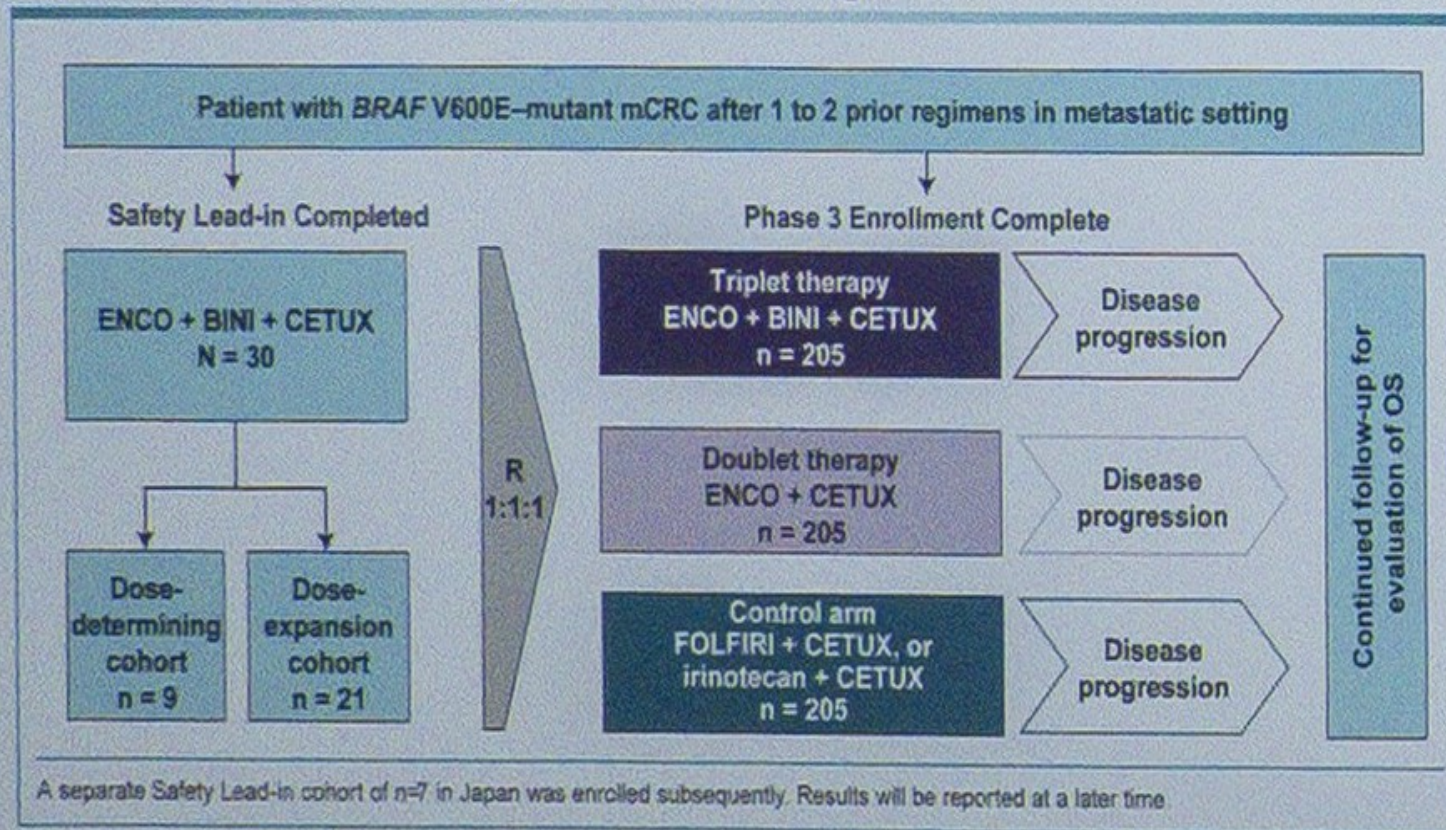 Patient with BRAF V600E–mutant mCRC after 1 to 2 prior regimens in metastatic setting
Safety Lead-in Completed
ENCO + BINI + CETUX
N = 30
Dose-
determining
cohort
n = 9
Dose-
expansion
cohort
n = 21
R
1:1:1
Phase 3 Enrollment Complete
Triplet therapy
ENCO + BINI + CETUX
n = 205
Disease
progression
Doublet therapy
ENCO + CETUX
n = 205
Disease
progression
Control arm
FOLFIRI + CETUX, or
irinotecan + CETUX
n = 205
Disease
progression
Continued follow-up for
evaluation of OS
A separate Safety Lead-in cohort of n=7 in Japan was enrolled subsequently. Results will be reported at a later time